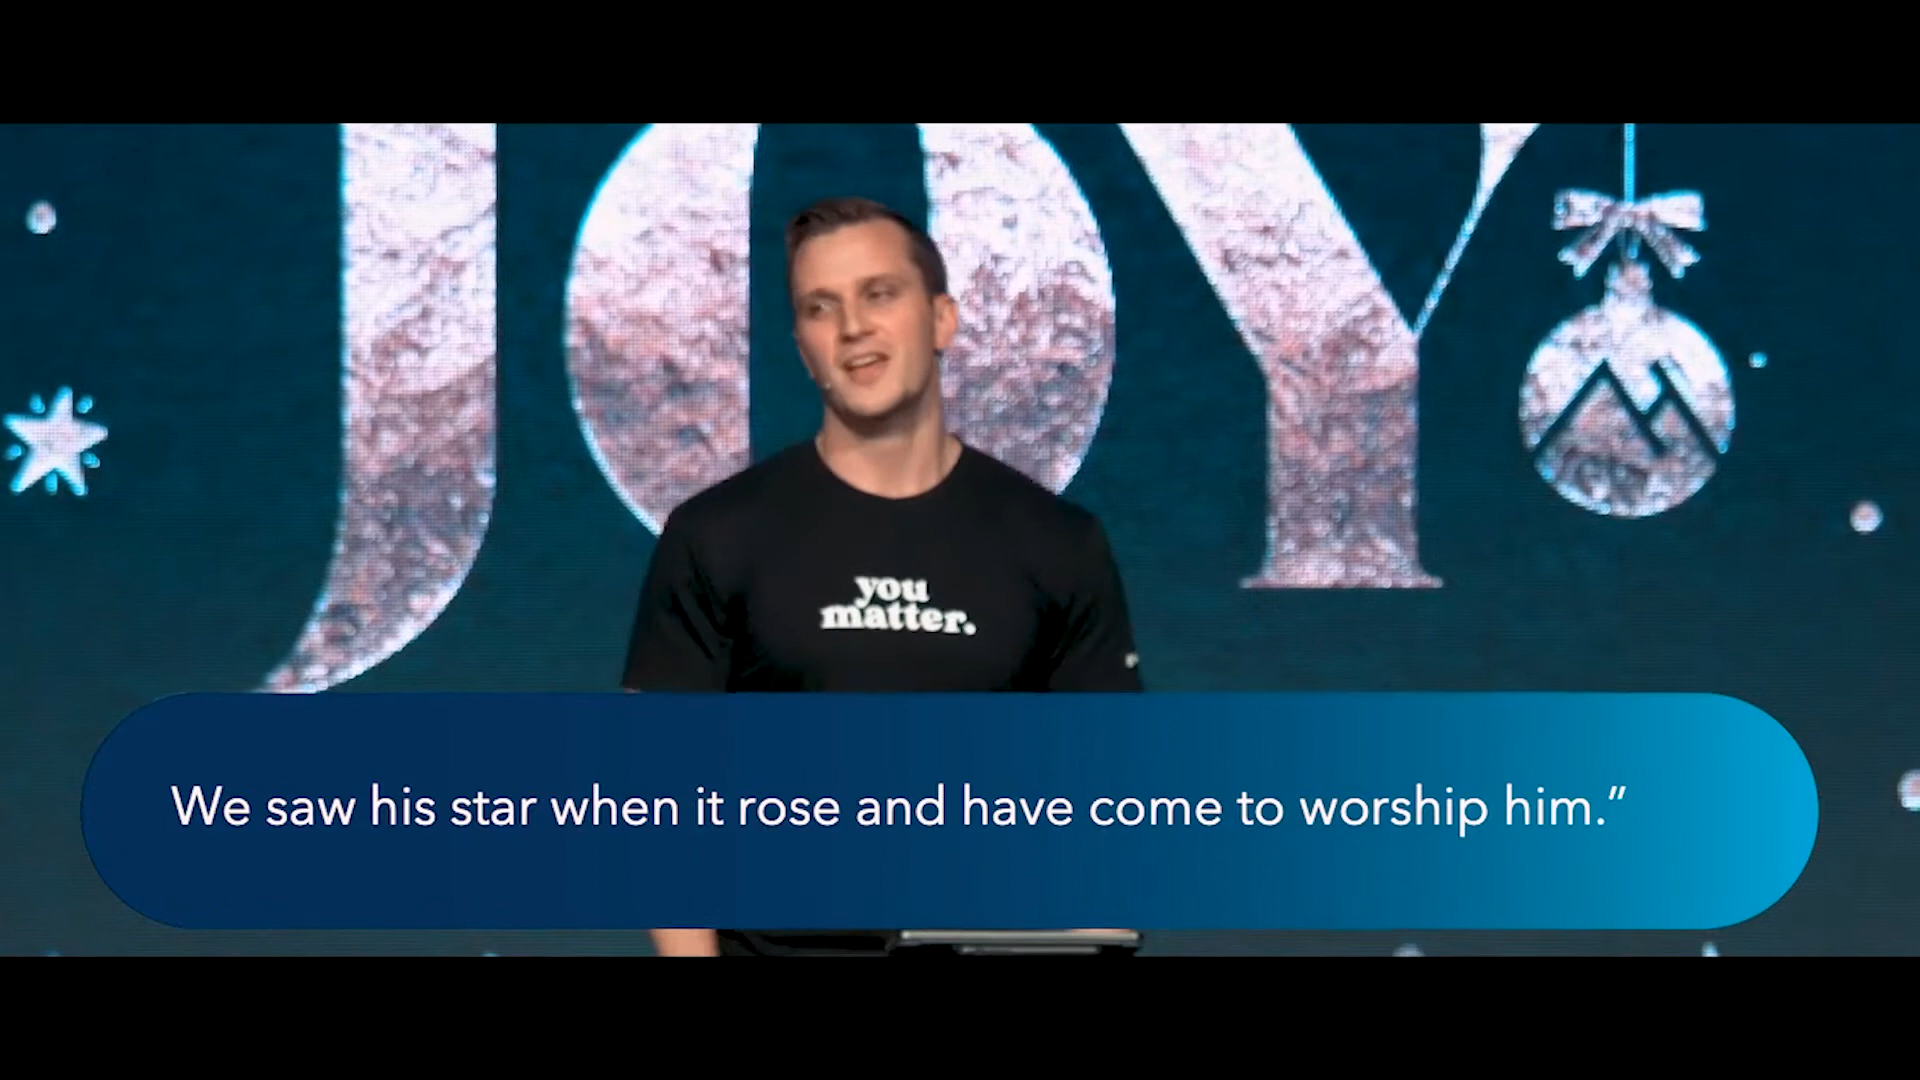 JOY
you
matter.
We saw his star when it rose and have come to worship him.”